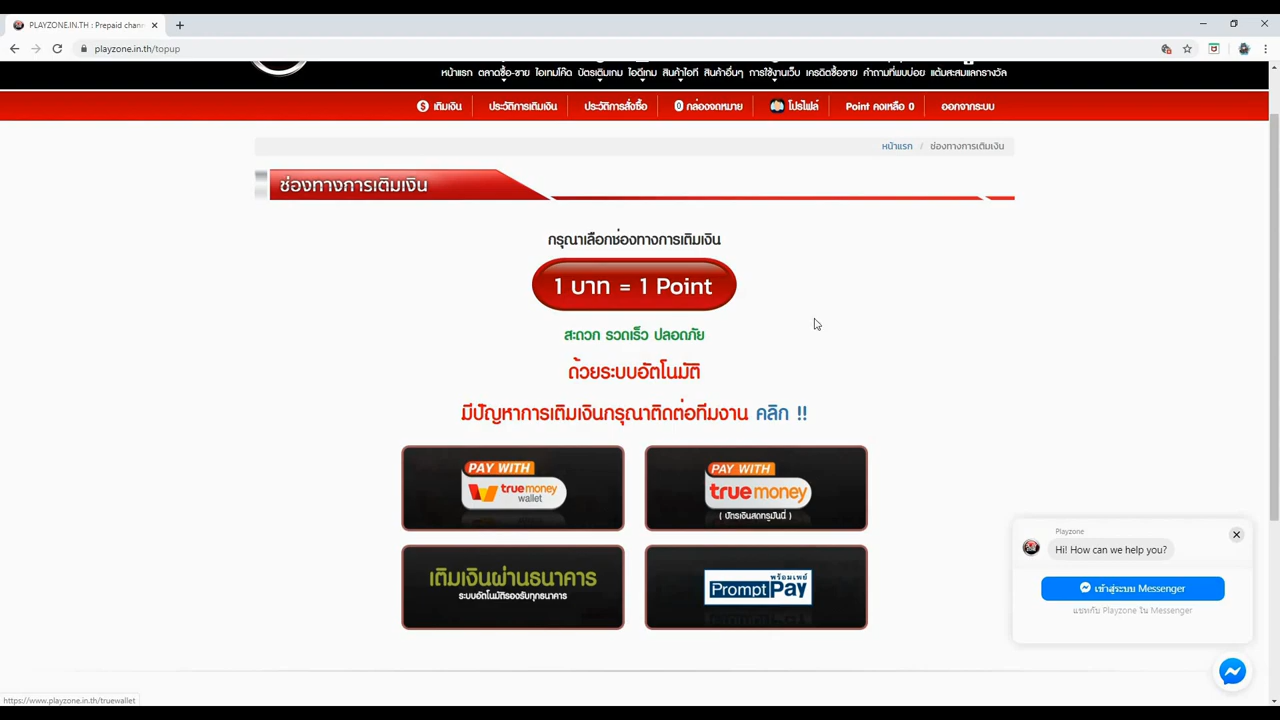 PLAYZONE.IN.TH : Prepaid chann
playzone.in.th/topup
หน้าแรก ตลาดซื้อ-ขาย ไอเทมโค๊ด บัตรเติมเกม ไอดีเกม สินค้าไอที สินค้าอื่นๆ การใช้งานเว็บ เครดิตซื้อขาย คำถามที่พบบ่อย แต้มสะสมแลกรางวัล
เติมเงิน ประวัติการเติมเงิน ประวัติการสั่งซื้อ 0 กล่องจดหมาย โปรไฟล์ Point คงเหลือ 0 ออกจากระบบ
หน้าแรก / ช่องทางการเติมเงิน
ช่องทางการเติมเงิน
กรุณาเลือกช่องทางการเติมเงิน
1 บาท = 1 Point
สะดวก รวดเร็ว ปลอดภัย
ด้วยระบบอัตโนมัติ
มีปัญหาการเติมเงินกรุณาติดต่อทีมงาน คลิก !!
PAY WITH
truemoney
wallet
PAY WITH
truemoney
( บัตรเงินสดทรูมันนี่ )
เติมเงินผ่านธนาคาร
ระบบอัตโนมัติรองรับทุกธนาคาร
พร้อมเพย์
PromptPay
Playzone
Hi! How can we help you?
เข้าสู่ระบบ Messenger
แชทกับ Playzone ใน Messenger
https://www.playzone.in.th/truewallet